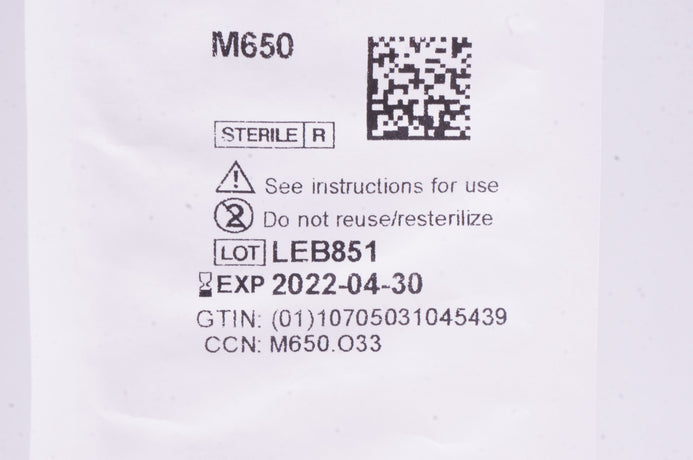 M650
STERILE R
See instructions for use
2 Do not reuse/resterilize
LOT LEB851
EXP 2022-04-30
GTIN: (01)10705031045439
CCN: M650.O33